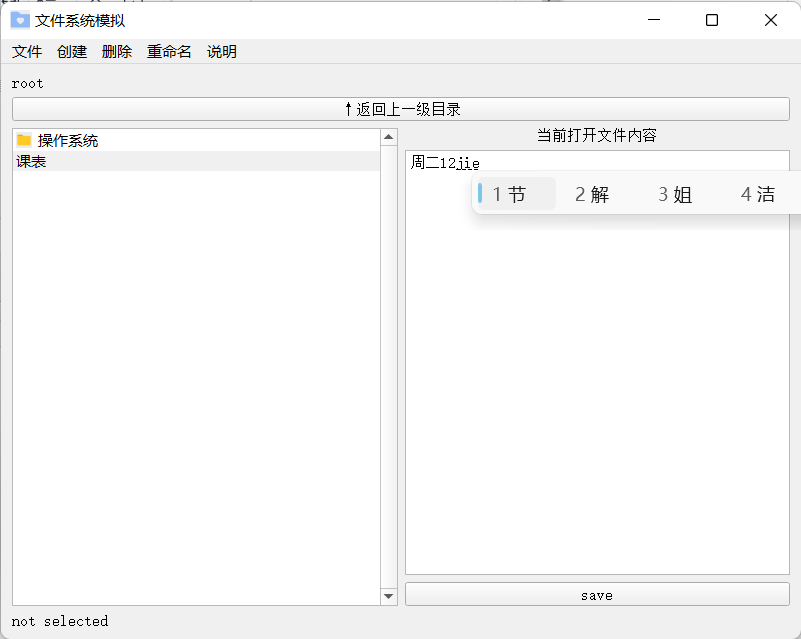 文件系统模拟
文件 创建 删除 重命名 说明
root
↑返回上一级目录
操作系统
课表
当前打开文件内容
周二12jie
1 节 2 解 3 姐 4 洁
save
not selected